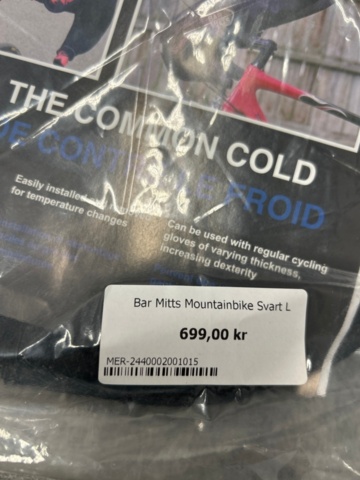 THE COMMON COLD
FROID
Easily installed
for temperature changes
Can be used with regular cycling
gloves of varying thickness,
increasing dexterity
Bar Mitts Mountainbike Svart L
699,00 kr
MER-2440002001015